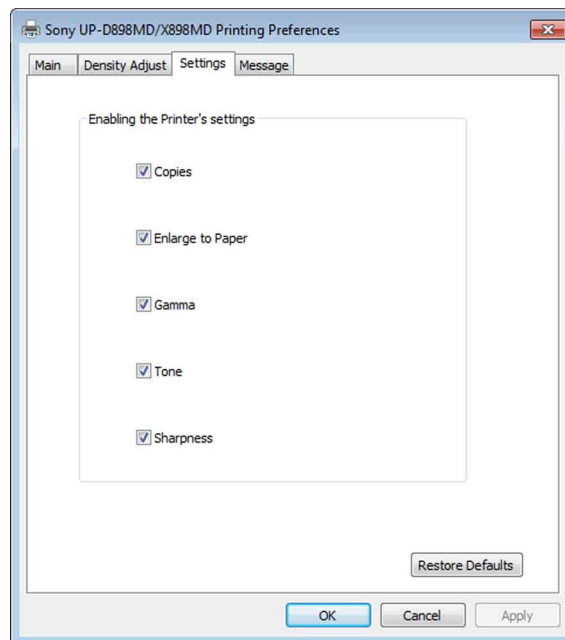 Sony UP-D898MD/X898MD Printing Preferences
Main Density Adjust Settings Message
Enabling the Printer's settings
Copies
Enlarge to Paper
Gamma
Tone
Sharpness
Restore Defaults
OK Cancel Apply